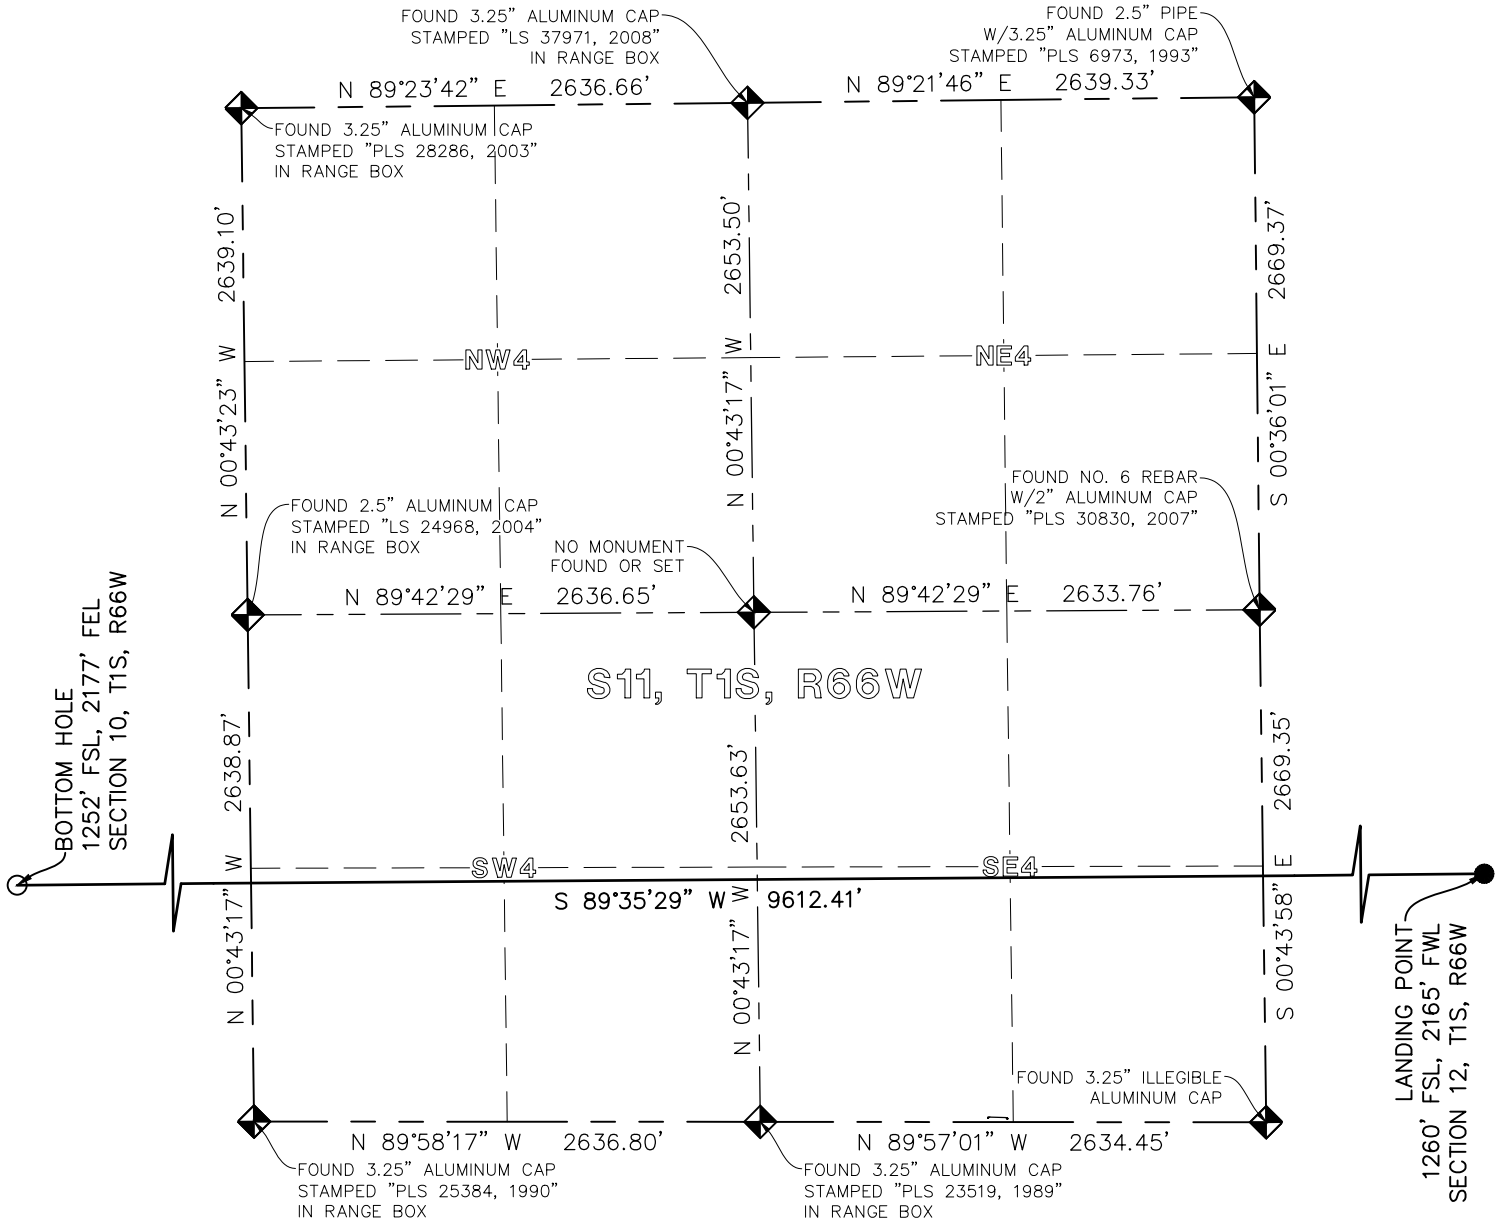 FOUND 3.25" ALUMINUM CAP
STAMPED "LS 37971, 2008"
IN RANGE BOX
FOUND 2.5" PIPE
W/3.25" ALUMINUM CAP
STAMPED "PLS 6973, 1993"
N 89°23'42" E 2636.66'
N 89°21'46" E 2639.33'
FOUND 3.25" ALUMINUM CAP
STAMPED "PLS 28286, 2003"
IN RANGE BOX
N 00°43'23" W 2639.10'
N 00°43'17" W 2653.50'
S 00°36'01" E 2669.37'
NW4
NE4
FOUND 2.5" ALUMINUM CAP
STAMPED "LS 24968, 2004"
IN RANGE BOX
NO MONUMENT
FOUND OR SET
FOUND NO. 6 REBAR
W/2" ALUMINUM CAP
STAMPED "PLS 30830, 2007"
N 89°42'29" E 2636.65'
N 89°42'29" E 2633.76'
S11, T1S, R66W
BOTTOM HOLE
1252' FSL, 2177' FEL
SECTION 10, T1S, R66W
N 00°43'17" W 2638.87'
N 00°43'17" W 2653.63'
S 00°43'58" E 2669.35'
SW4
SE4
S 89°35'29" W 9612.41'
LANDING POINT
1260' FSL, 2165' FWL
SECTION 12, T1S, R66W
FOUND 3.25" ILLEGIBLE
ALUMINUM CAP
N 89°58'17" W 2636.80'
N 89°57'01" W 2634.45'
FOUND 3.25" ALUMINUM CAP
STAMPED "PLS 25384, 1990"
IN RANGE BOX
FOUND 3.25" ALUMINUM CAP
STAMPED "PLS 23519, 1989"
IN RANGE BOX